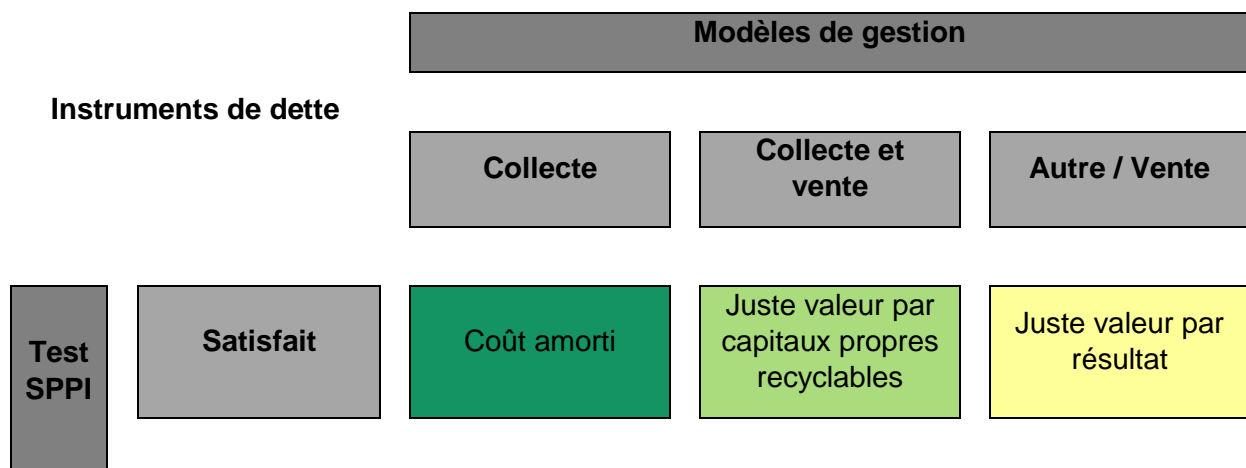 Modèles de gestion
Instruments de dette
Collecte
Collecte et
vente
Autre / Vente
Test
SPPI
Satisfait
Coût amorti
Juste valeur par
capitaux propres
recyclables
Juste valeur par
résultat